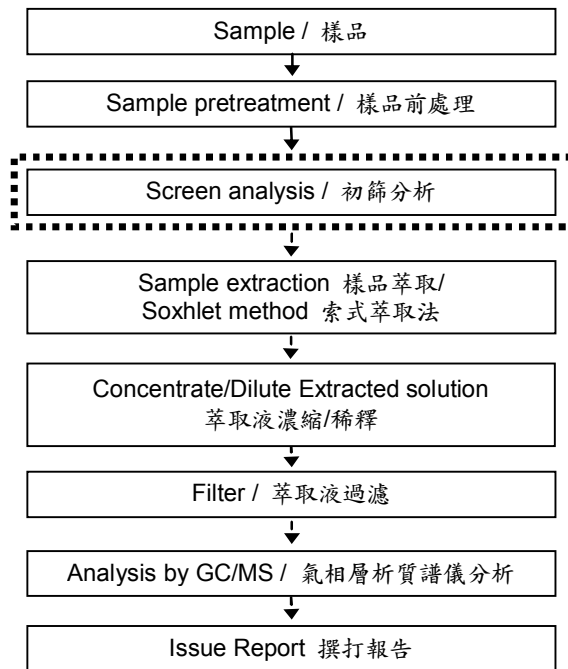 Sample / 樣品
Sample pretreatment / 樣品前處理
Screen analysis / 初篩分析
Sample extraction 樣品萃取/
Soxhlet method 索式萃取法
Concentrate/Dilute Extracted solution
萃取液濃縮/稀釋
Filter / 萃取液過濾
Analysis by GC/MS / 氣相層析質譜儀分析
Issue Report 撰打報告